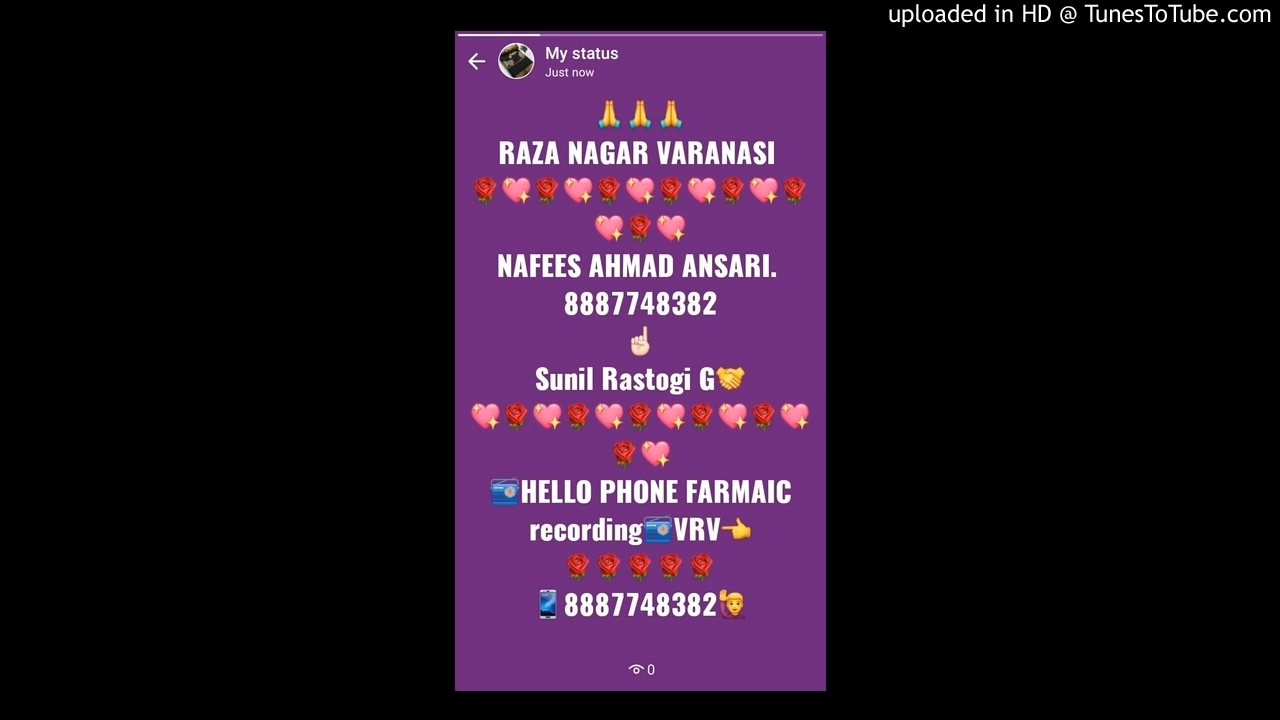 uploaded in HD @ TunesToTube.com
My status
Just now
🙏🙏🙏
RAZA NAGAR VARANASI
🌹💖🌹💖🌹💖🌹💖🌹💖🌹
💖🌹💖
NAFEES AHMAD ANSARI.
8887748382
☝🏻
Sunil Rastogi G🤝
💖🌹💖🌹💖🌹💖🌹💖🌹💖
🌹💖
📻HELLO PHONE FARMAIC
recording📻VRV👈
🌹🌹🌹🌹🌹
📱8887748382🙋
0